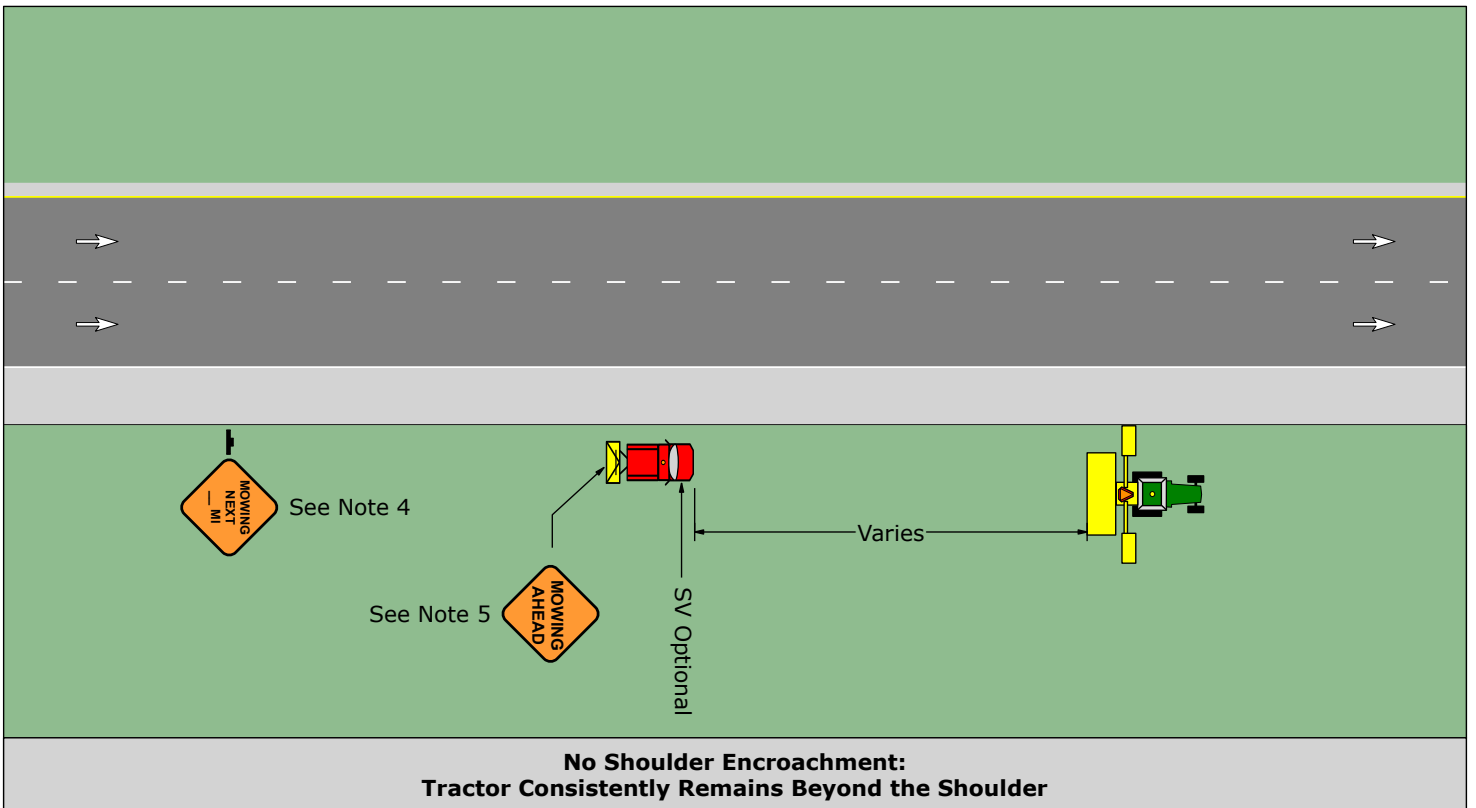 MOWING
NEXT
__ MI
See Note 4
Varies
See Note 5
MOWING
AHEAD
SV Optional
No Shoulder Encroachment:
Tractor Consistently Remains Beyond the Shoulder